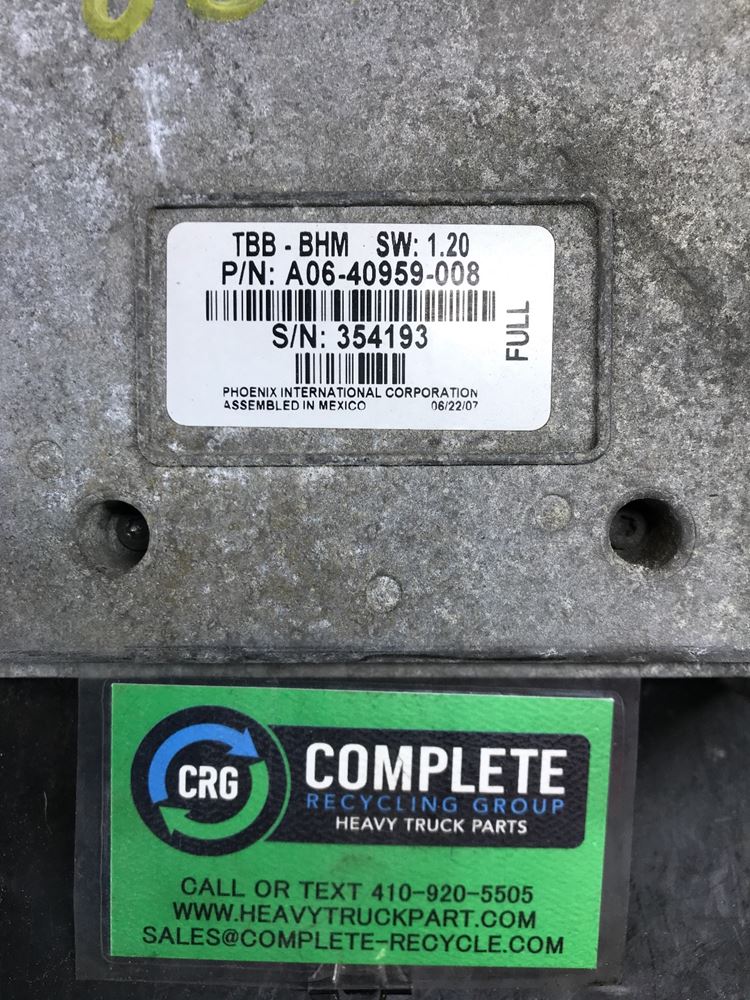 TBB - BHM SW: 1.20
P/N: A06-40959-008
S/N: 354193
FULL
PHOENIX INTERNATIONAL CORPORATION
ASSEMBLED IN MEXICO 06/22/07
CRG
COMPLETE
RECYCLING GROUP
HEAVY TRUCK PARTS
CALL OR TEXT 410-920-5505
WWW.HEAVYTRUCKPART.COM
SALES@COMPLETE-RECYCLE.COM